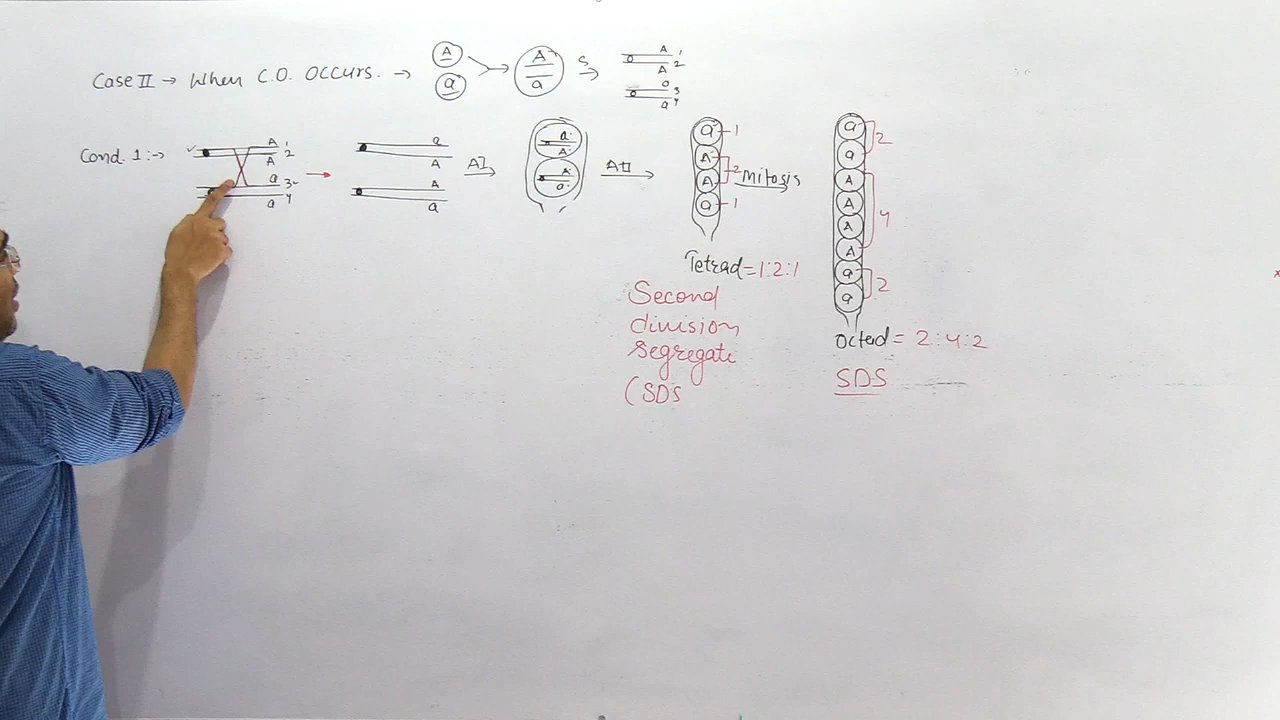 Case II → When C.O. Occurs. →
A
a
A
a
S
A 1
A 2
a 3
a 4
Cond. 1:→
A 1
A 2
a 3
a 4
a
A
A
a
AI
a
A
A
a
AII
a 1
A
A 2
a 1
Mitosis
a
a 2
A
A
A
A 4
a
a 2
Tetrad = 1:2:1
Second
division
Segregate
(SDS
octad = 2:4:2
SDS